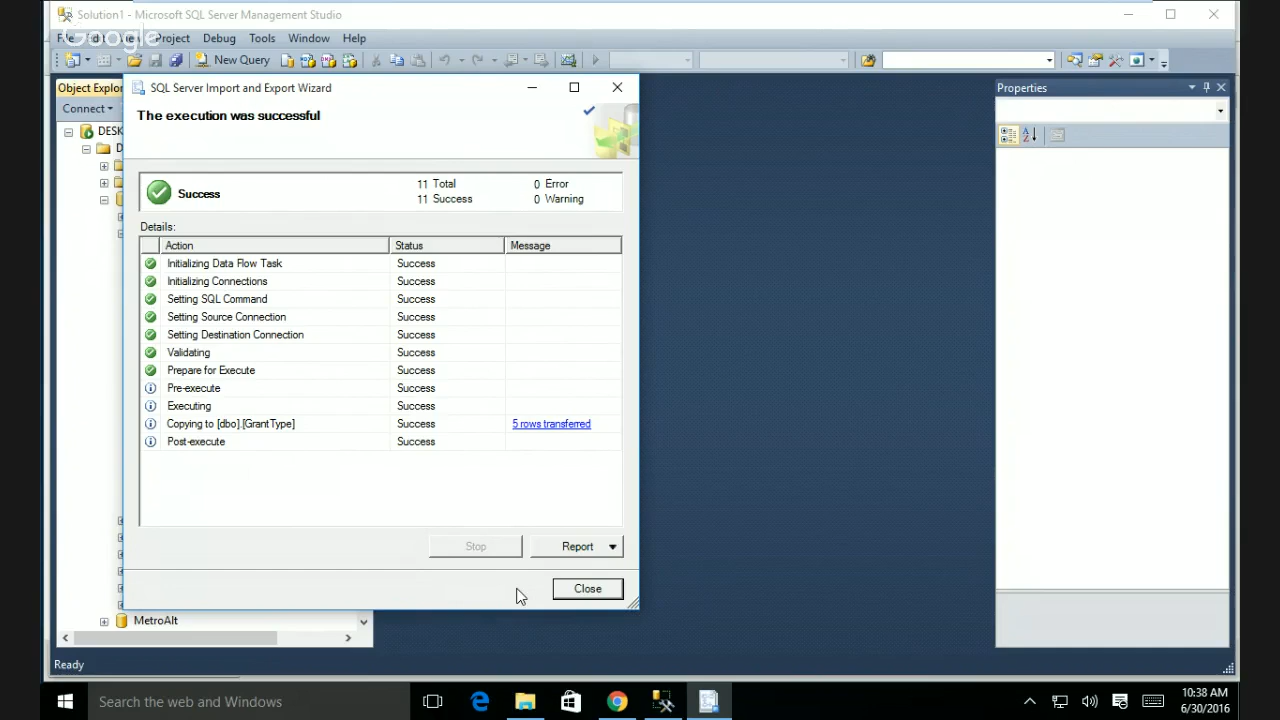 Solution1 - Microsoft SQL Server Management Studio
Google
Project Debug Tools Window Help
New Query
Object Explor
Properties
SQL Server Import and Export Wizard
The execution was successful
Connect
DESK
D
Success
11 Total 0 Error
11 Success 0 Warning
Details:
Action Status Message
Initializing Data Flow Task Success
Initializing Connections Success
Setting SQL Command Success
Setting Source Connection Success
Setting Destination Connection Success
Validating Success
Prepare for Execute Success
Pre-execute Success
Executing Success
Copying to [dbo].[GrantType] Success 5 rows transferred
Post-execute Success
Stop Report
Close
MetroAlt
Ready
Search the web and Windows
10:38 AM
6/30/2016